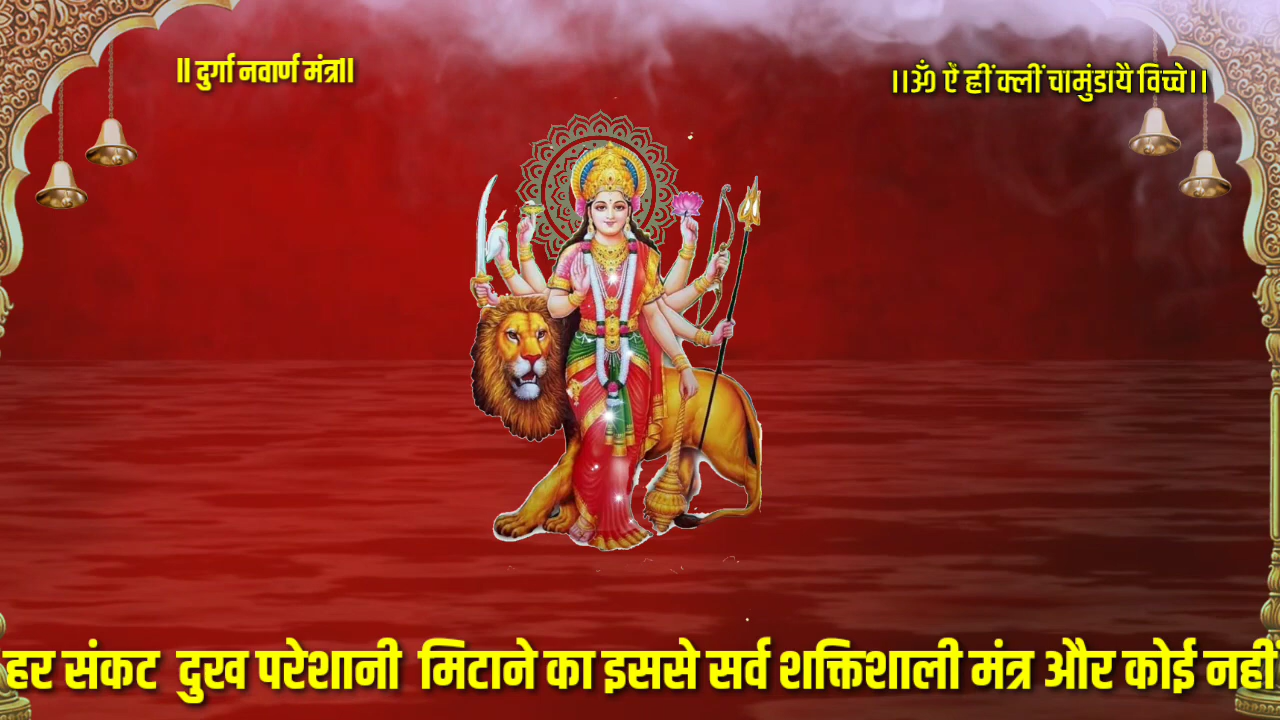 ॥ दुर्गा नवार्ण मंत्र॥
।।ॐ ऐं ह्रीं क्लीं चामुंडायै विच्चे।।
हर संकट दुख परेशानी मिटाने का इससे सर्व शक्तिशाली मंत्र और कोई नहीं